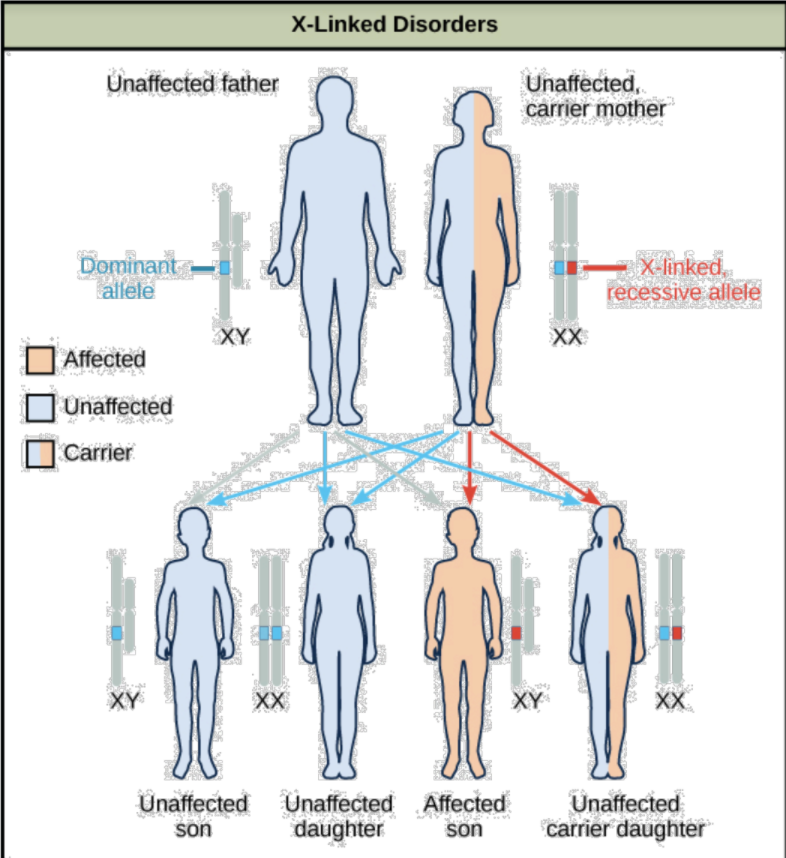 X-Linked Disorders
Unaffected father
Unaffected,
carrier mother
Dominant
allele
X-linked,
recessive allele
XY
XX
Affected
Unaffected
Carrier
XY
XX
XY
XX
Unaffected
son
Unaffected
daughter
Affected
son
Unaffected
carrier daughter